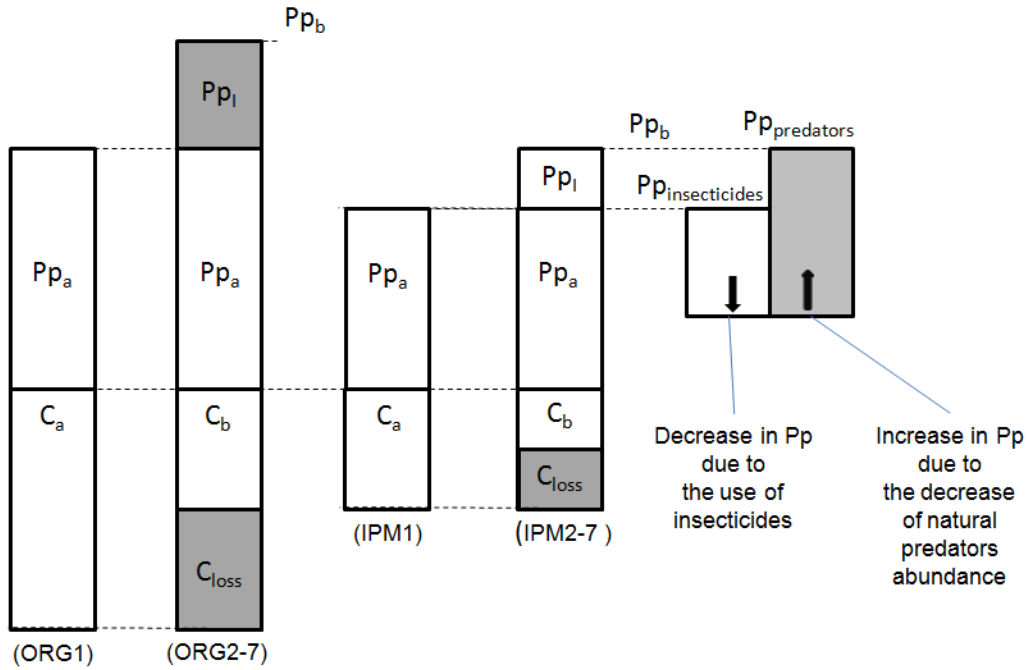 Pp_b
Pp_l
Pp_a
C_a
(ORG1)
Pp_a
C_b
C_loss
(ORG2-7)
Pp_a
C_a
(IPM1)
Pp_l
Pp_a
C_b
C_loss
(IPM2-7 )
Pp_b
Pp_predators
Pp_insecticides
Decrease in Pp
due to
the use of
insecticides
Increase in Pp
due to
the decrease
of natural
predators
abundance